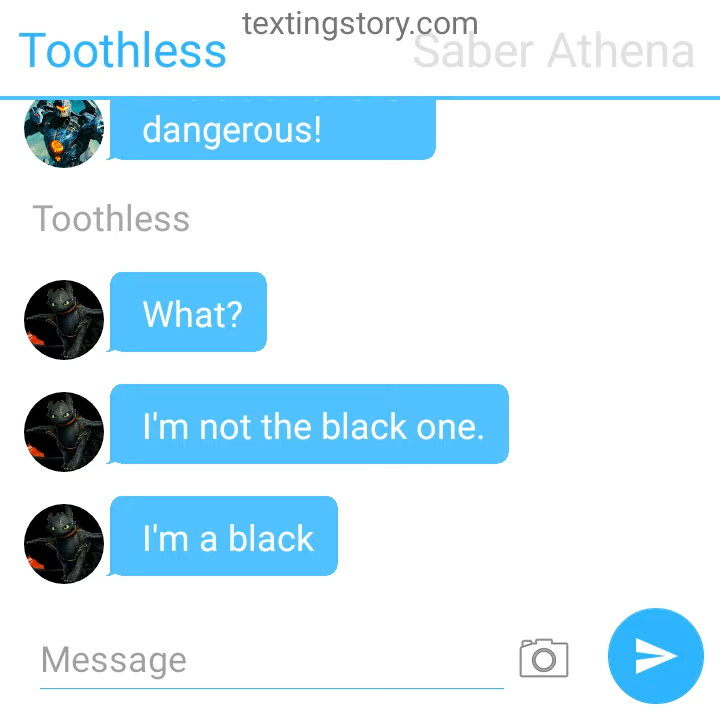 textingstory.com
Toothless
Saber Athena
dangerous!
Toothless
What?
I'm not the black one.
I'm a black
Message